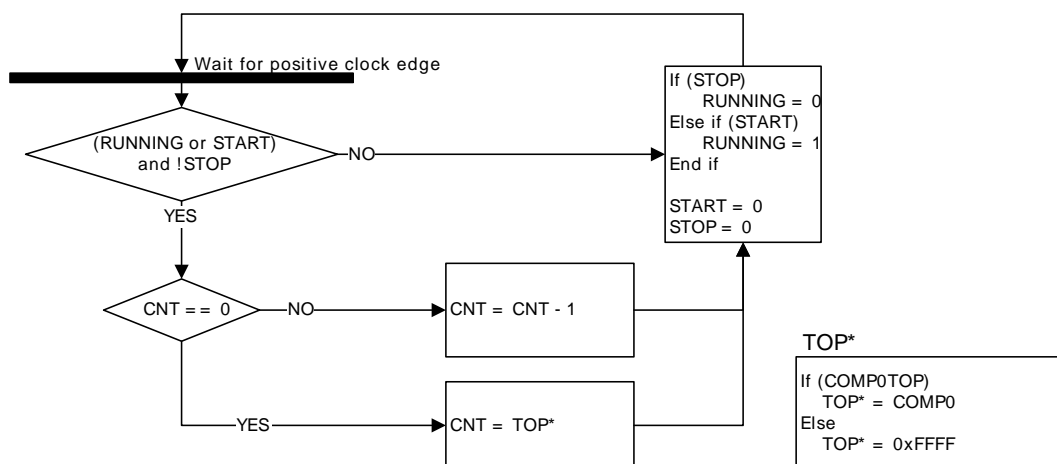 Wait for positive clock edge
(RUNNING or START)
and !STOP
NO
YES
If (STOP)
RUNNING = 0
Else if (START)
RUNNING = 1
End if
START = 0
STOP = 0
CNT == 0
NO
CNT = CNT - 1
YES
CNT = TOP*
TOP*
If (COMP0TOP)
TOP* = COMP0
Else
TOP* = 0xFFFF